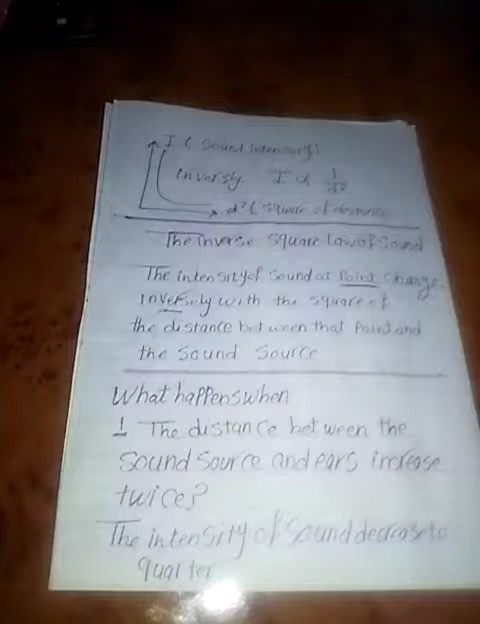 I ( Sound intensity)
inversly I α 1/d²
d² ( square of distance
The inverse square law of Sound
The intensity of Sound at Point change
inversely with the square of
the distance between that Point and
the Sound Source
What happens when
1 The distance between the
Sound Source and ears increase
twice?
The intensity of Sound decrease to
quarter